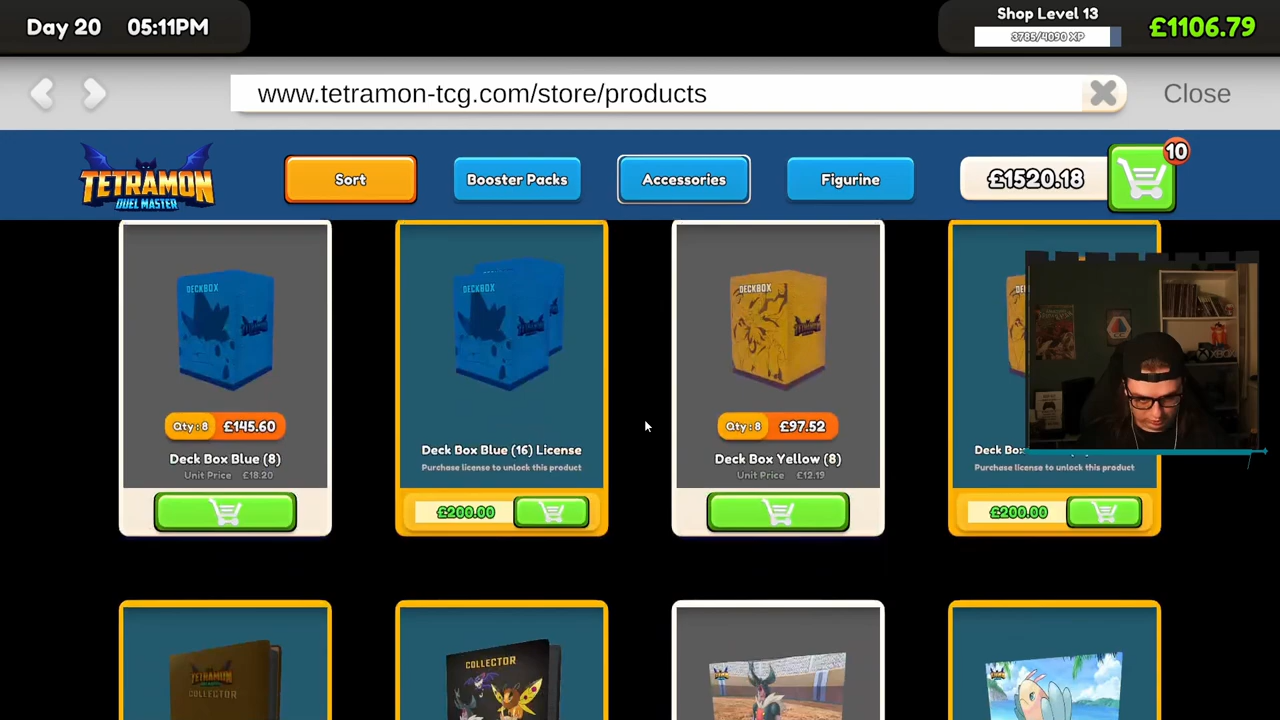 Day 20 05:11PM
Shop Level 13
3785/4090 XP
£1106.79
www.tetramon-tcg.com/store/products
Close
TETRAMON
DUEL MASTER
Sort
Booster Packs
Accessories
Figurine
£1520.18
10
DECKBOX
Qty: 8 £145.60
Deck Box Blue (8)
Unit Price £18.20
DECKBOX
Deck Box Blue (16) License
Purchase license to unlock this product
£200.00
DECKBOX
Qty: 8 £97.52
Deck Box Yellow (8)
Unit Price £12.19
Purchase license to unlock this product
£200.00
TETRAMON
COLLECTOR
COLLECTOR